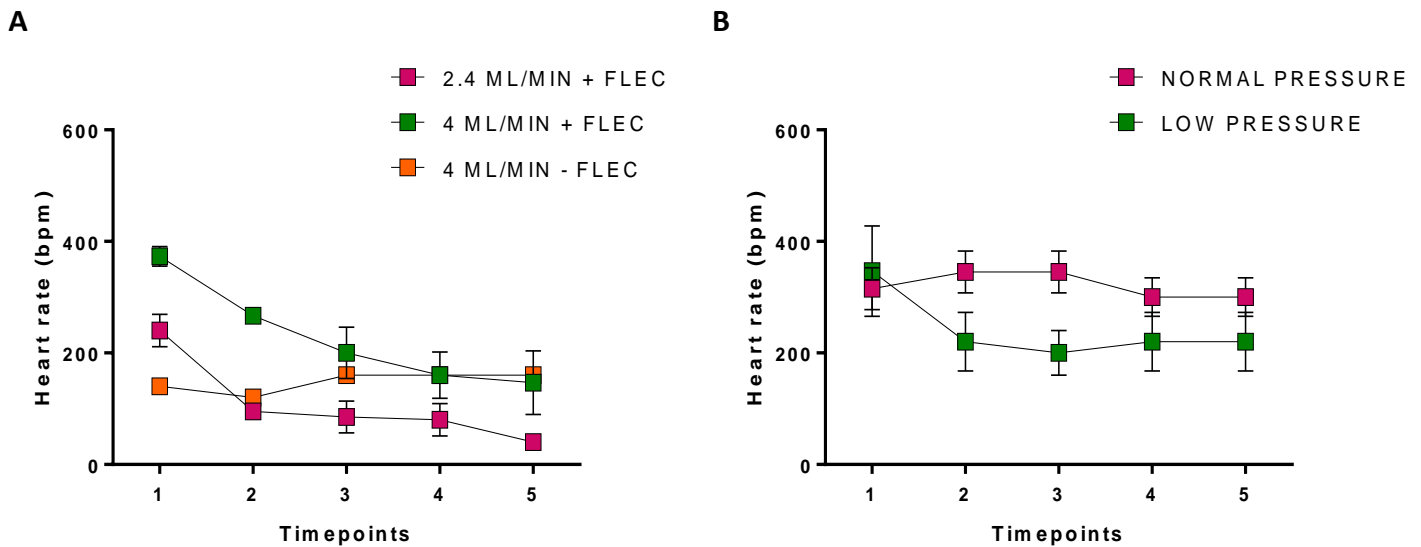 A
2.4 ML/MIN + FLEC
4 ML/MIN + FLEC
4 ML/MIN - FLEC
600
400
200
0
Heart rate (bpm)
1 2 3 4 5
Timepoints
B
NORMAL PRESSURE
LOW PRESSURE
600
400
200
0
Heart rate (bpm)
1 2 3 4 5
Timepoints